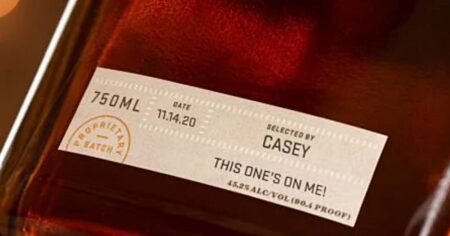 750ML
DATE
11.14.20
SELECTED BY
CASEY
PROPRIETARY
BATCH
THIS ONE'S ON ME!
45.2% ALC/VOL (90.4 PROOF)